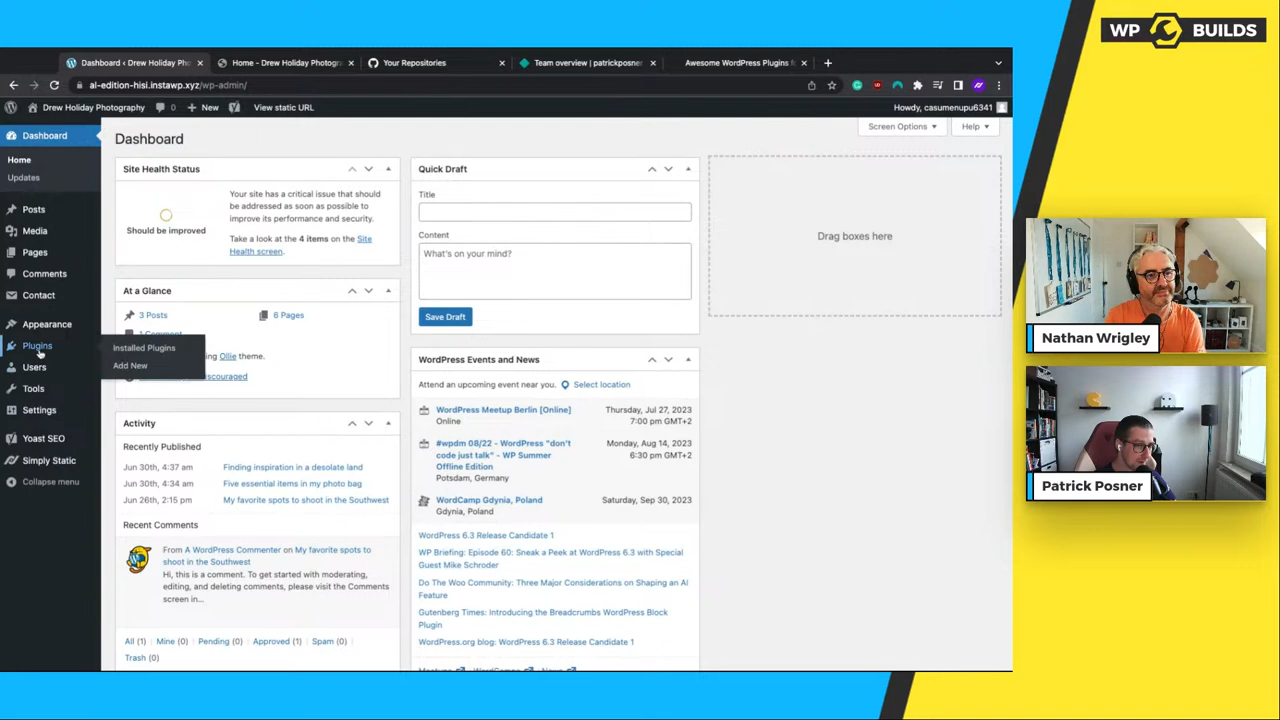 WP BUILDS
Dashboard ‹ Drew Holiday Pho
Home - Drew Holiday Photogra
Your Repositories
Team overview | patrickposner
Awesome WordPress Plugins f
al-edition-hisi.instawp.xyz/wp-admin/
Drew Holiday Photography
0
New
View static URL
Howdy, casumenupu6341
Dashboard
Home
Updates
Posts
Media
Pages
Comments
Contact
Appearance
Plugins
Installed Plugins
Add New
Users
Tools
Settings
Yoast SEO
Simply Static
Collapse menu
Dashboard
Screen Options
Help
Site Health Status
Should be improved
Your site has a critical issue that should
be addressed as soon as possible to
improve its performance and security.
Take a look at the 4 items on the Site
Health screen.
At a Glance
3 Posts
6 Pages
1 Comment
ing Ollie theme.
scouraged
Activity
Recently Published
Jun 30th, 4:37 am Finding inspiration in a desolate land
Jun 30th, 4:34 am Five essential items in my photo bag
Jun 26th, 2:15 pm My favorite spots to shoot in the Southwest
Recent Comments
From A WordPress Commenter on My favorite spots to
shoot in the Southwest
Hi, this is a comment. To get started with moderating,
editing, and deleting comments, please visit the Comments
screen in...
All (1) | Mine (0) | Pending (0) | Approved (1) | Spam (0) |
Trash (0)
Quick Draft
Title
Content
What's on your mind?
Save Draft
WordPress Events and News
Attend an upcoming event near you.
Select location
WordPress Meetup Berlin [Online]
Online
Thursday, Jul 27, 2023
7:00 pm GMT+2
#wpdm 08/22 - WordPress "don't
code just talk" - WP Summer
Offline Edition
Potsdam, Germany
Monday, Aug 14, 2023
6:30 pm GMT+2
WordCamp Gdynia, Poland
Gdynia, Poland
Saturday, Sep 30, 2023
WordPress 6.3 Release Candidate 1
WP Briefing: Episode 60: Sneak a Peek at WordPress 6.3 with Special
Guest Mike Schroder
Do The Woo Community: Three Major Considerations on Shaping an AI
Feature
Gutenberg Times: Introducing the Breadcrumbs WordPress Block
Plugin
WordPress.org blog: WordPress 6.3 Release Candidate 1
Meetups | WordCamps | News
Drag boxes here
Nathan Wrigley
Patrick Posner